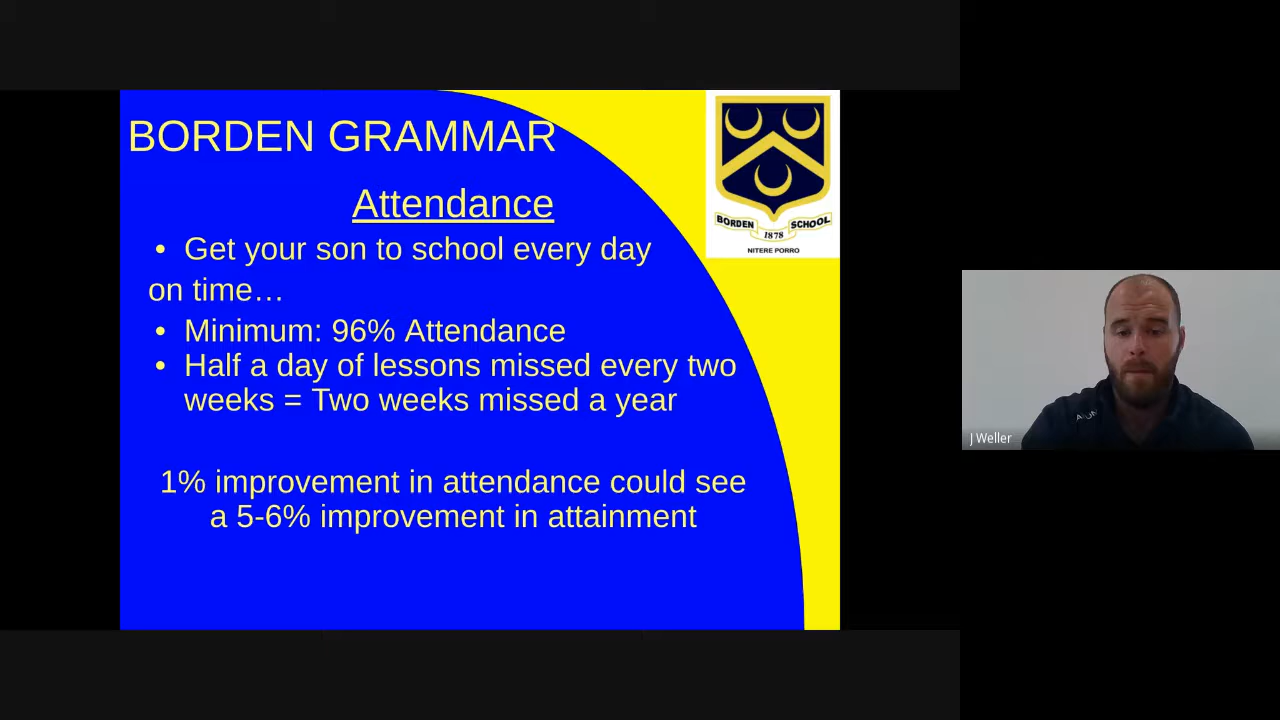 BORDEN GRAMMAR
Attendance
• Get your son to school every day
on time…
• Minimum: 96% Attendance
• Half a day of lessons missed every two
weeks = Two weeks missed a year
1% improvement in attendance could see
a 5-6% improvement in attainment
BORDEN SCHOOL
1878
NITERE PORRO
J Weller